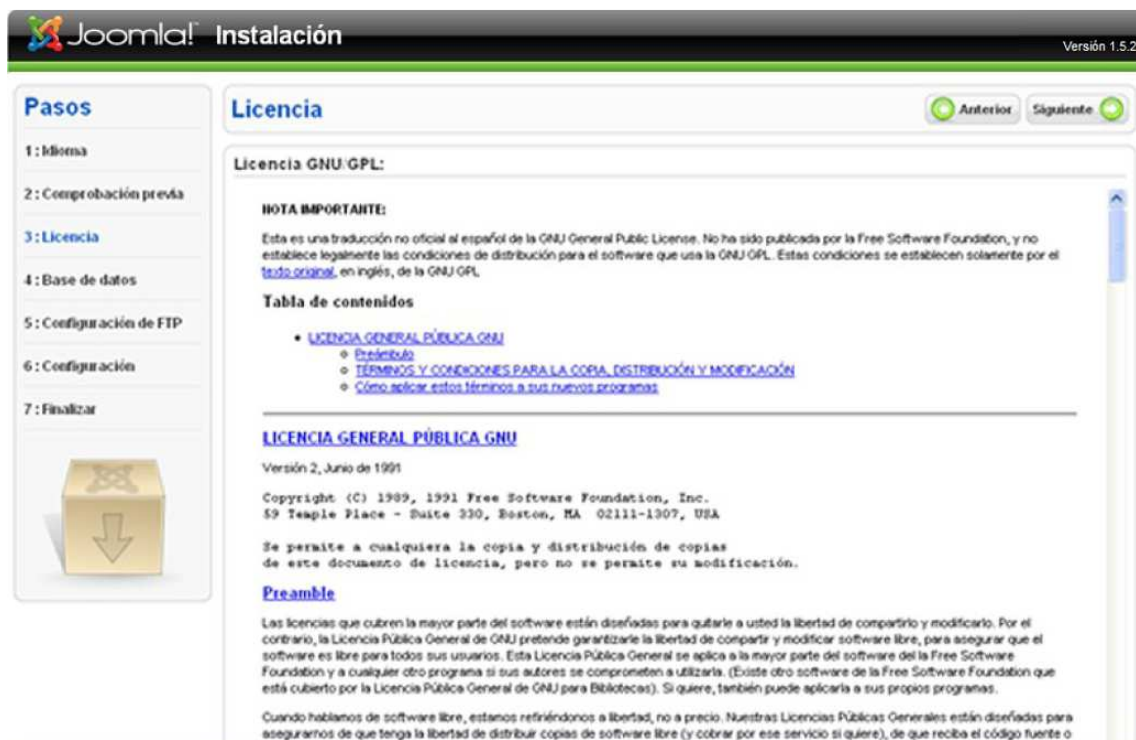 Joomla! Instalación
Versión 1.5.2
Pasos
1 : Idioma
2 : Comprobación previa
3 : Licencia
4 : Base de datos
5 : Configuración de FTP
6 : Configuración
7 : Finalizar
Licencia
Anterior
Siguiente
Licencia GNU/GPL:
NOTA IMPORTANTE:
Esta es una traducción no oficial al español de la GNU General Public License. No ha sido publicada por la Free Software Foundation, y no
establece legalmente las condiciones de distribución para el software que usa la GNU GPL. Estas condiciones se establecen solamente por el
texto original, en inglés, de la GNU GPL
Tabla de contenidos
• LICENCIA GENERAL PÚBLICA GNU
o Preámbulo
o TÉRMINOS Y CONDICIONES PARA LA COPIA, DISTRIBUCIÓN Y MODIFICACIÓN
o Cómo aplicar estos términos a sus nuevos programas
LICENCIA GENERAL PÚBLICA GNU
Versión 2, Junio de 1991
Copyright (C) 1989, 1991 Free Software Foundation, Inc.
59 Temple Place - Suite 330, Boston, MA 02111-1307, USA
Se permite a cualquiera la copia y distribución de copias
de este documento de licencia, pero no se permite su modificación.
Preamble
Las licencias que cubren la mayor parte del software están diseñadas para quitarle a usted la libertad de compartirlo y modificarlo. Por el
contrario, la Licencia Pública General de GNU pretende garantizarle la libertad de compartir y modificar software libre, para asegurar que el
software es libre para todos sus usuarios. Esta Licencia Pública General se aplica a la mayor parte del software del la Free Software
Foundation y a cualquier otro programa si sus autores se comprometen a utilizarla. (Existe otro software de la Free Software Foundation que
está cubierto por la Licencia Pública General de GNU para Bibliotecas). Si quiere, también puede aplicarla a sus propios programas.
Cuando hablamos de software libre, estamos refiriéndonos a libertad, no a precio. Nuestras Licencias Públicas Generales están diseñadas para
asegurarnos de que tenga la libertad de distribuir copias de software libre (y cobrar por ese servicio si quiere), de que reciba el código fuente o